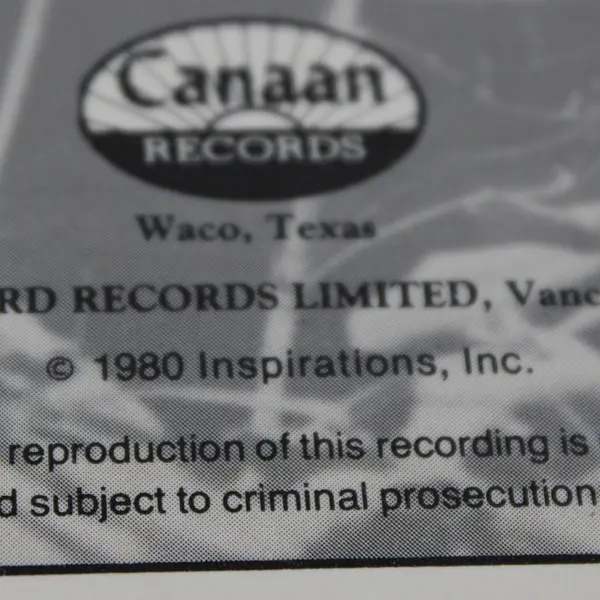 Canaan
RECORDS
Waco, Texas
RD RECORDS LIMITED, Vanc
© 1980 Inspirations, Inc.
reproduction of this recording is
d subject to criminal prosecution